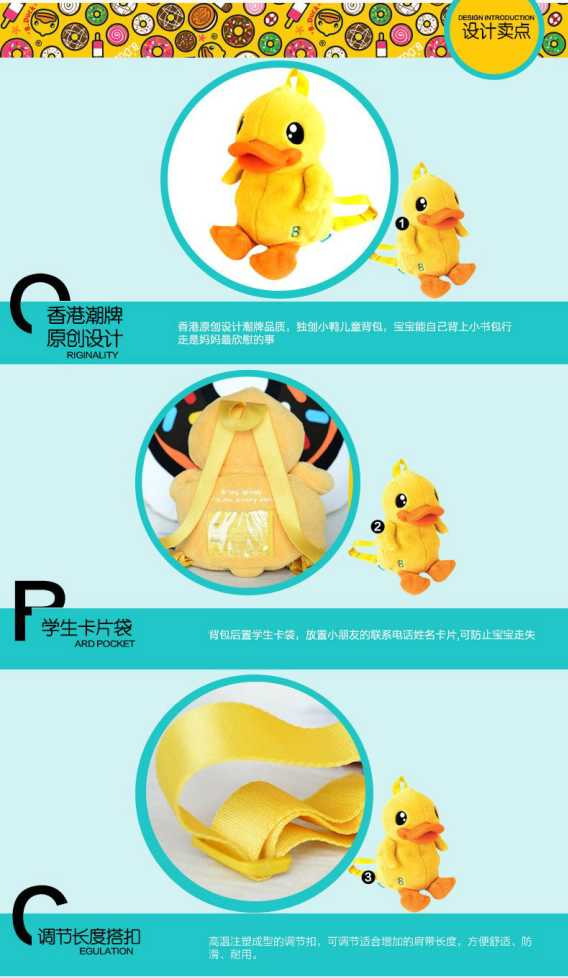 DESIGN INTRODUCTION
设计卖点
B
1
B
香港潮牌
原创设计
RIGINALITY
香港原创设计潮牌品质，独创小鸭儿童背包，宝宝能自己背上小书包行
走是妈妈最欣慰的事
2
B
P
学生卡片袋
ARD POCKET
背包后置学生卡袋，放置小朋友的联系电话姓名卡片,可防止宝宝走失
3
B
C
调节长度搭扣
EGULATION
高温注塑成型的调节扣，可调节适合增加的肩带长度，方便舒适、防
滑、耐用。